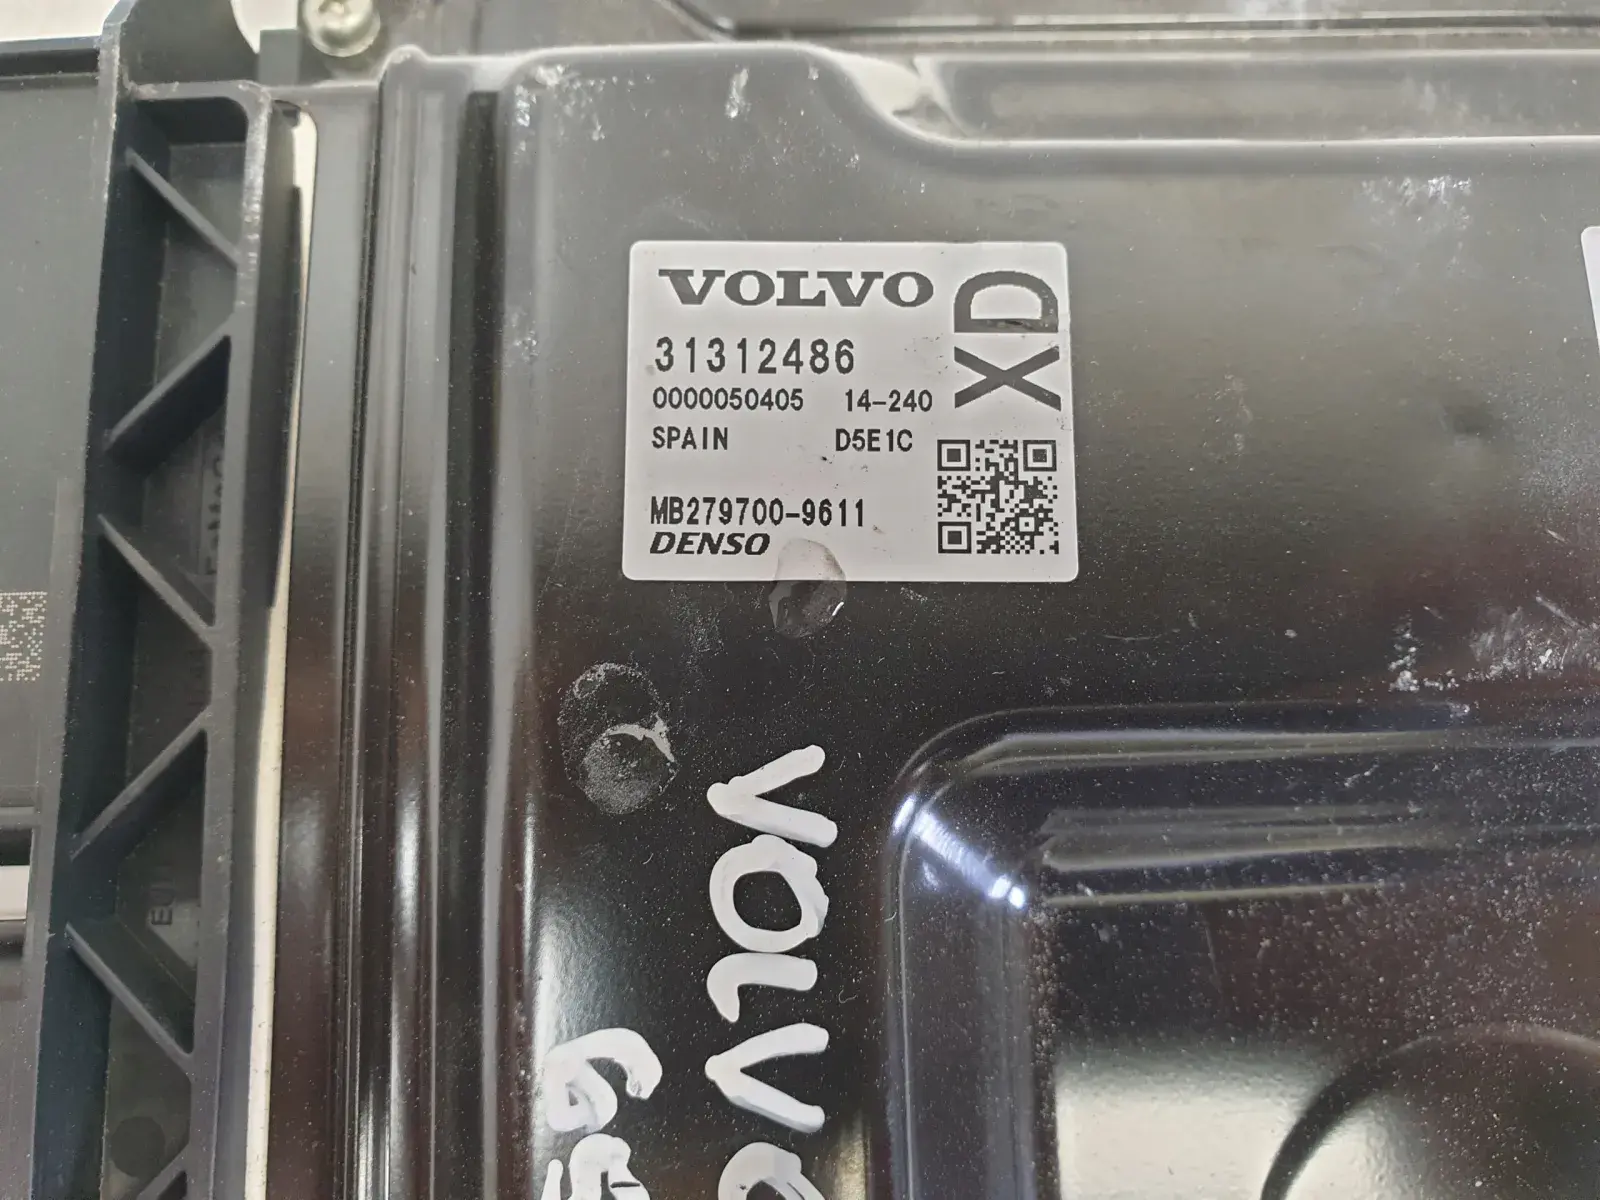 VOLVO
XD
31312486
0000050405 14-240
SPAIN D5E1C
MB279700-9611
DENSO
VOLVO